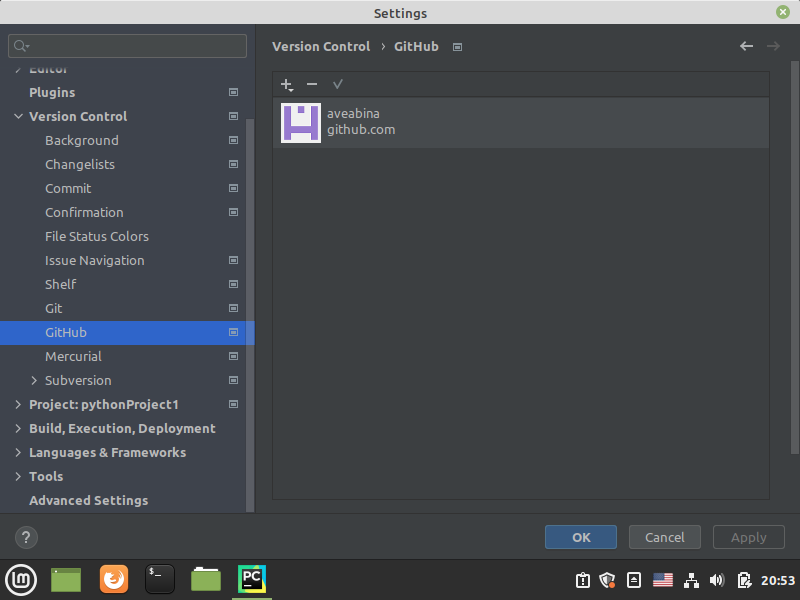 Settings
Editor
Plugins
Version Control
Background
Changelists
Commit
Confirmation
File Status Colors
Issue Navigation
Shelf
Git
GitHub
Mercurial
Subversion
Project: pythonProject1
Build, Execution, Deployment
Languages & Frameworks
Tools
Advanced Settings
Version Control › GitHub
aveabina
github.com
?
OK Cancel Apply
$_
PC
20:53